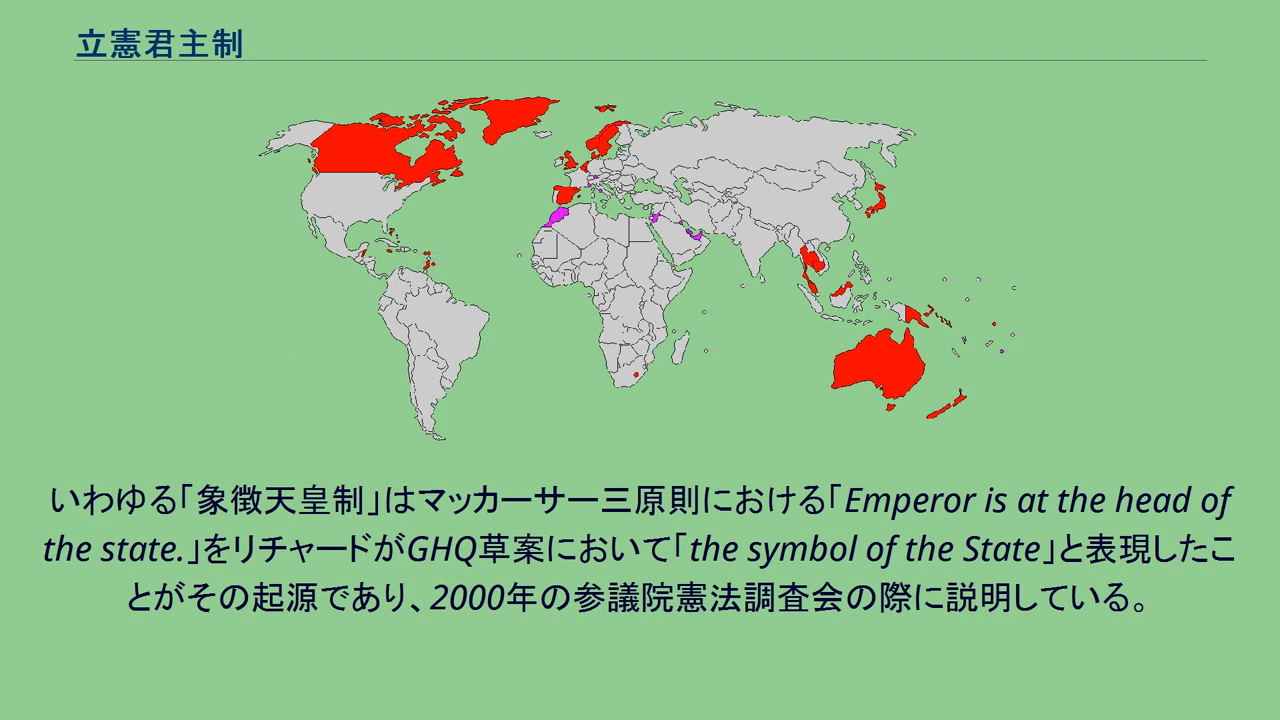 立憲君主制
いわゆる「象徴天皇制」はマッカーサー三原則における「Emperor is at the head of
the state.」をリチャードがGHQ草案において「the symbol of the State」と表現したこ
とがその起源であり、2000年の参議院憲法調査会の際に説明している。